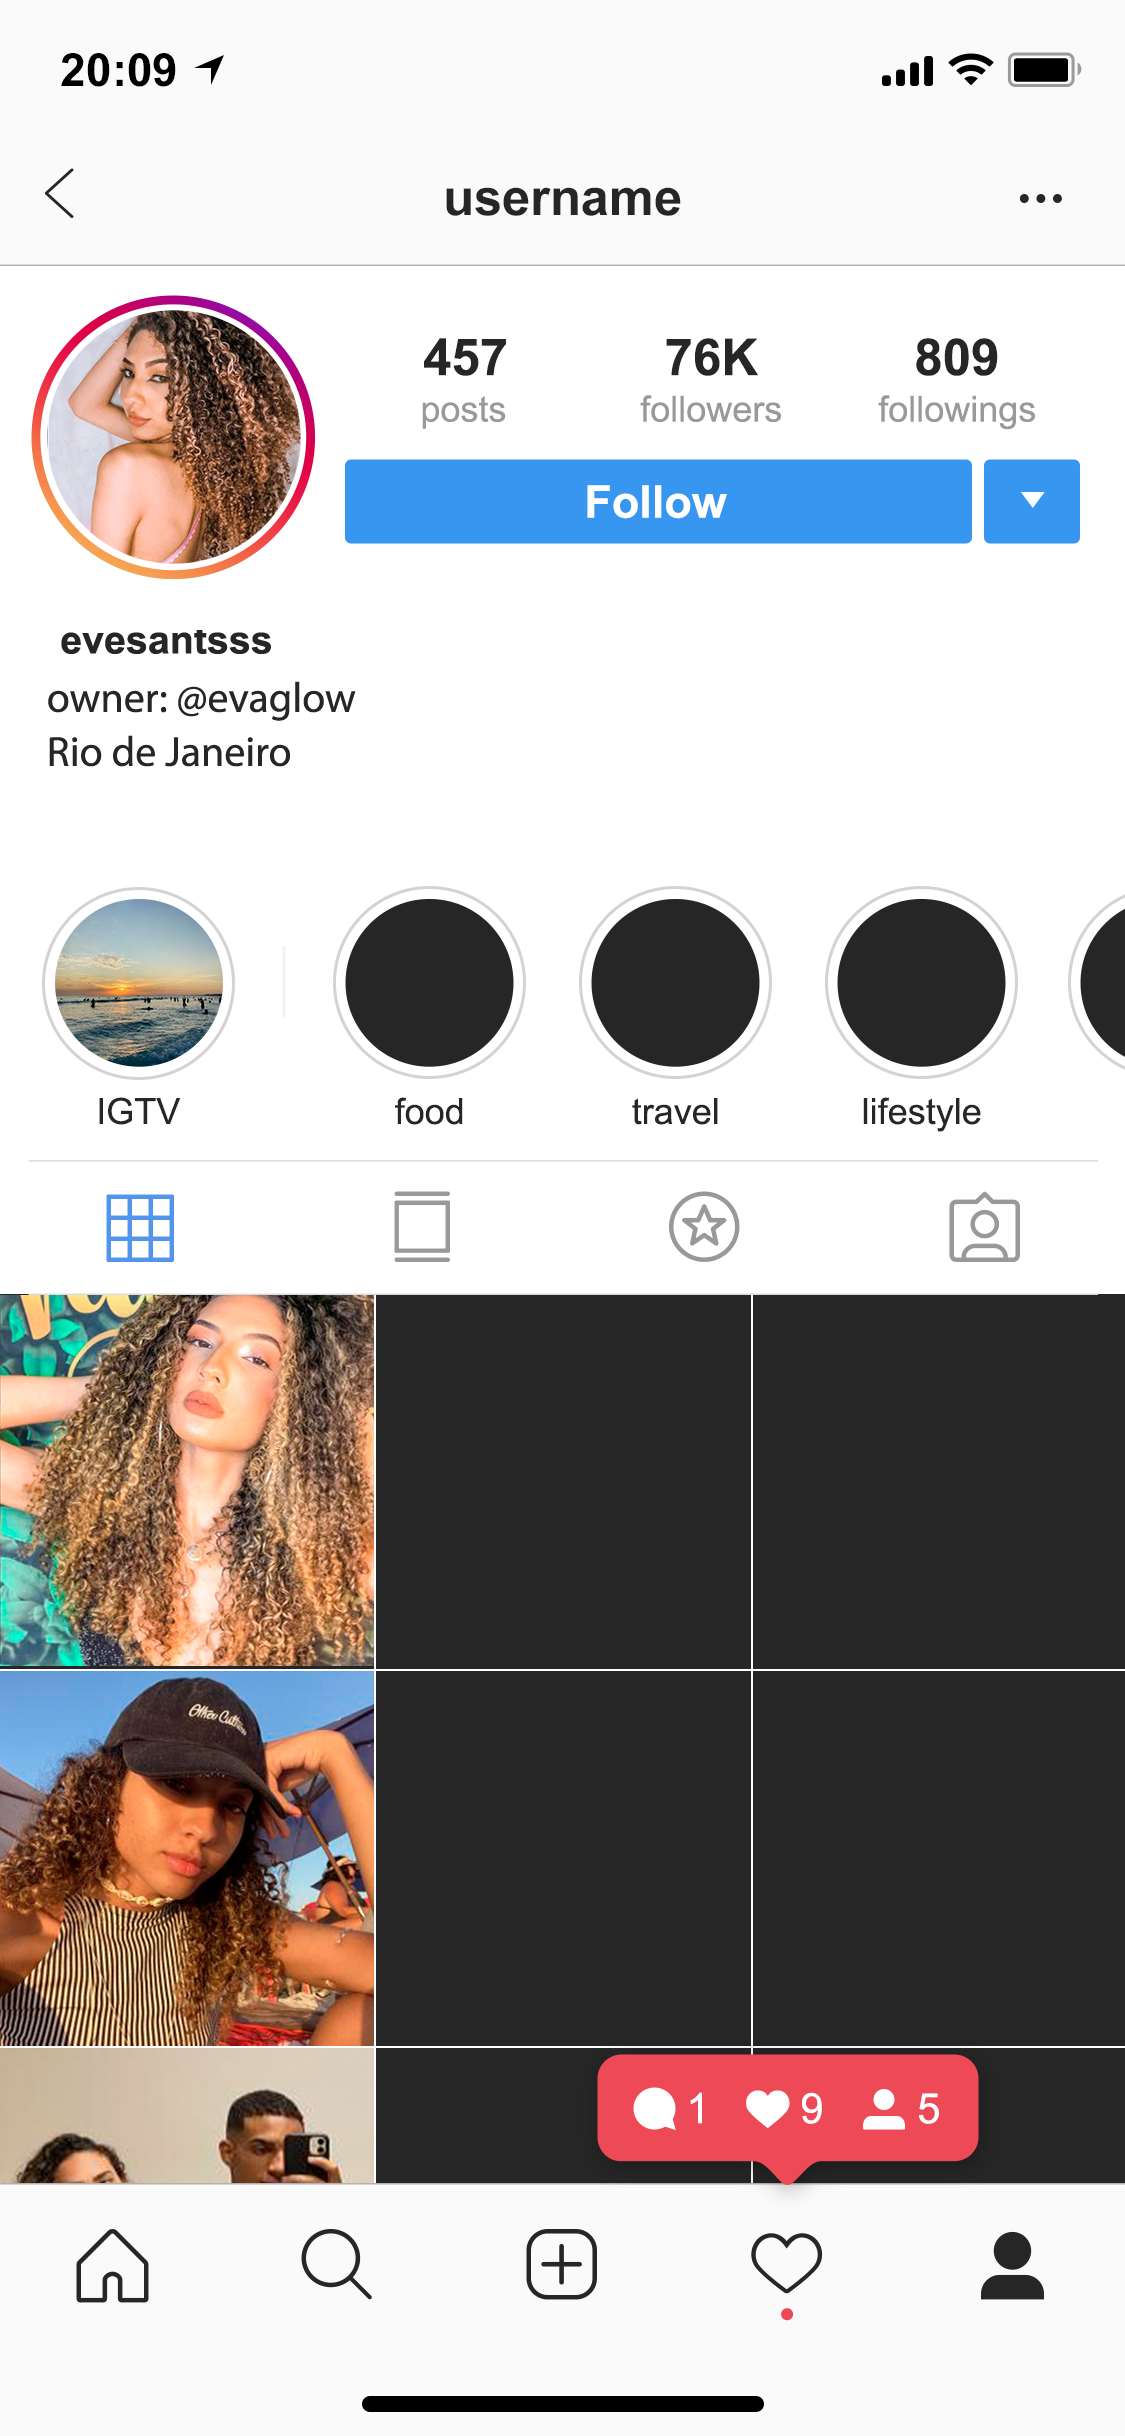 20:09
username
457 76K 809
posts followers followings
Follow
evesantsss
owner: @evaglow
Rio de Janeiro
IGTV food travel lifestyle
Other
1 9 5